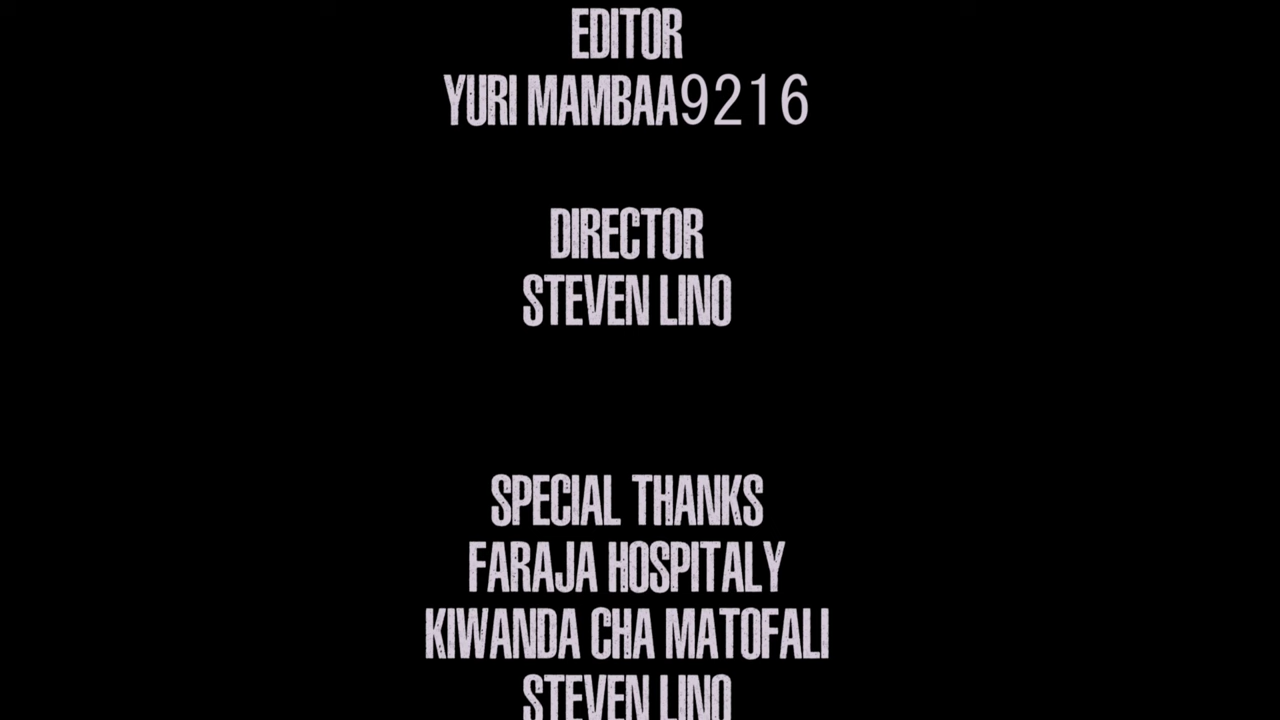 EDITOR
YURI MAMBAA9216
DIRECTOR
STEVEN LINO
SPECIAL THANKS
FARAJA HOSPITALY
KIWANDA CHA MATOFALI
STEVEN LINO